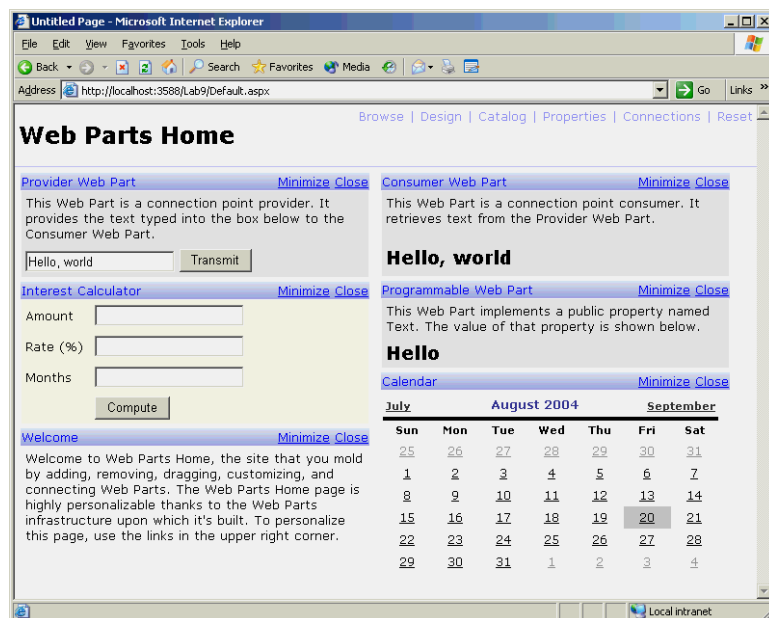 Untitled Page - Microsoft Internet Explorer
File Edit View Favorites Tools Help
Back Search Favorites Media
Address http://localhost:3588/Lab9/Default.aspx Go Links »
Browse | Design | Catalog | Properties | Connections | Reset
Web Parts Home
Provider Web Part Minimize Close
This Web Part is a connection point provider. It
provides the text typed into the box below to the
Consumer Web Part.
Hello, world Transmit
Interest Calculator Minimize Close
Amount
Rate (%)
Months
Compute
Welcome Minimize Close
Welcome to Web Parts Home, the site that you mold
by adding, removing, dragging, customizing, and
connecting Web Parts. The Web Parts Home page is
highly personalizable thanks to the Web Parts
infrastructure upon which it's built. To personalize
this page, use the links in the upper right corner.
Consumer Web Part Minimize Close
This Web Part is a connection point consumer. It
retrieves text from the Provider Web Part.
Hello, world
Programmable Web Part Minimize Close
This Web Part implements a public property named
Text. The value of that property is shown below.
Hello
Calendar Minimize Close
July August 2004 September
Sun Mon Tue Wed Thu Fri Sat
25 26 27 28 29 30 31
1 2 3 4 5 6 7
8 9 10 11 12 13 14
15 16 17 18 19 20 21
22 23 24 25 26 27 28
29 30 31 1 2 3 4
Local intranet